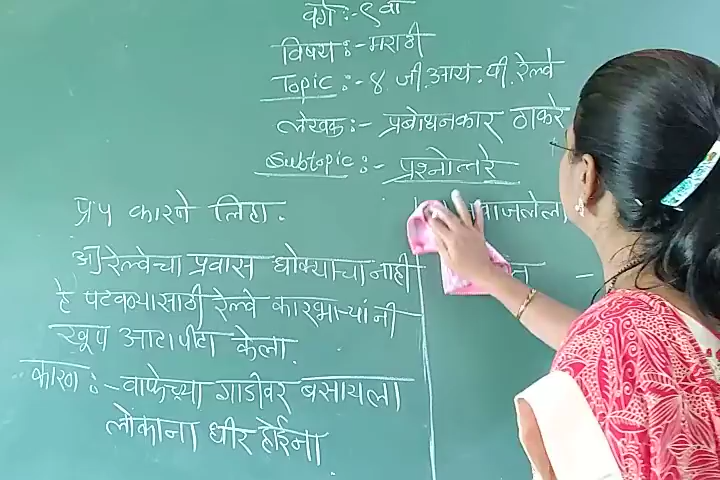 वर्ग :- ९ वी
विषय :- मराठी
Topic :- ४. जी. आय. पी. रेल्वे
लेखक :- प्रबोधनकार ठाकरे
Subtopic :- प्रश्नोत्तरे
प्र५ कारणे लिहा.
अ] रेल्वेचा प्रवास धोक्याचा नाही
हे पटवण्यासाठी रेल्वे कारभाऱ्यांनी
खूप आटापीटा केला.
कारण :- वाफेच्या गाडीवर बसायला
लोकांना धीर होईना